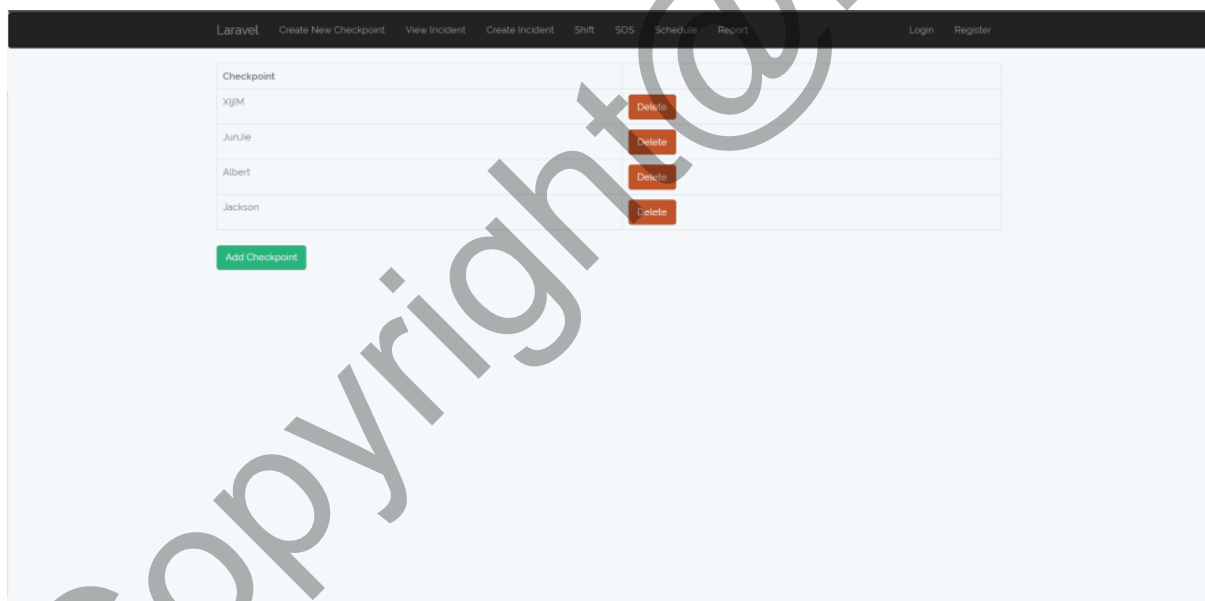 Laravel Create New Checkpoint View Incident Create Incident Shift SOS Schedule Report Login Register
Checkpoint
Delete
JunJie Delete
Albert Delete
Jackson Delete
Add Checkpoint
Copyright@